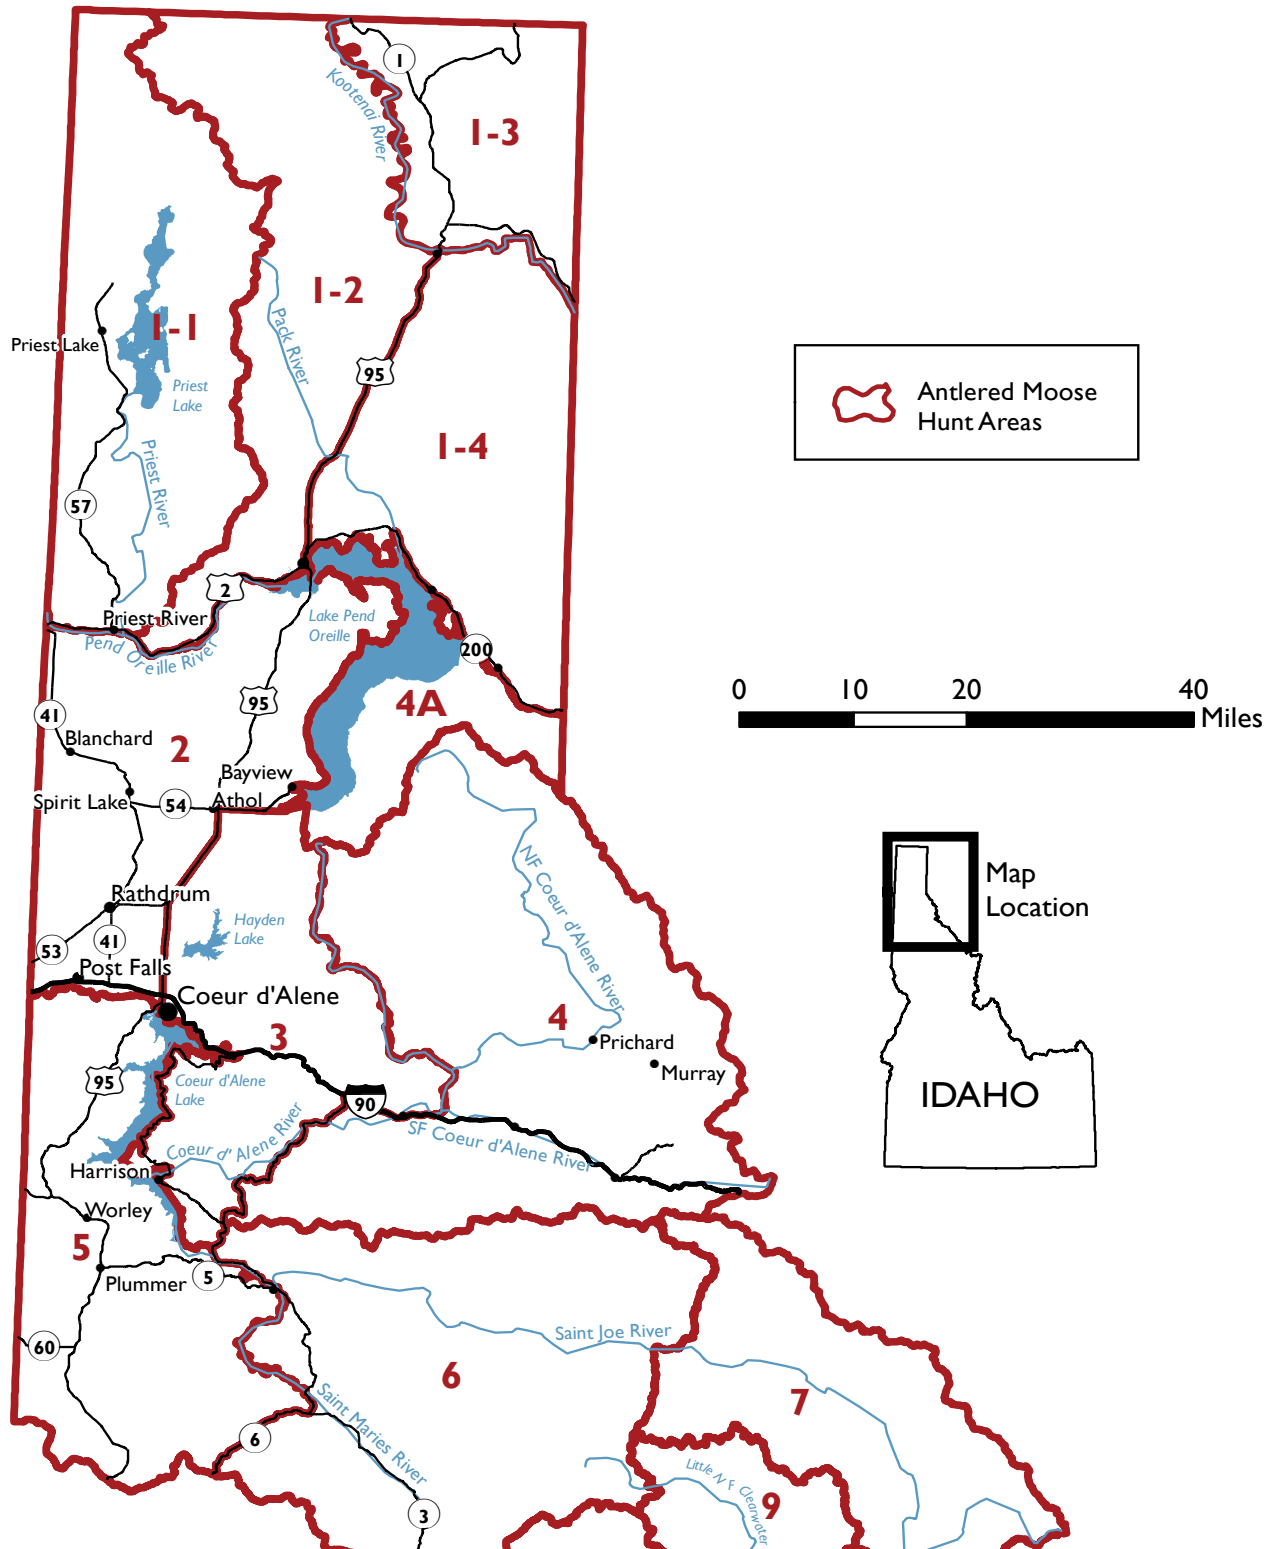 1
Kootenai River
1-3
1-2
1-1
Pack River
Priest Lake
95
Priest
Lake
Antlered Moose
Hunt Areas
1-4
Priest River
57
2
Priest River
Lake Pend
Oreille
Pend Oreille River
200
0 10 20 40
Miles
95
4A
41
Blanchard
2
Bayview
Spirit Lake
54
Athol
NF Coeur d'Alene River
Map
Location
Rathdrum
Hayden
Lake
53
41
Post Falls
Coeur d'Alene
3
4
Prichard
Murray
95
Coeur d'Alene
Lake
90
IDAHO
Coeur d' Alene River
SF Coeur d'Alene River
Harrison
Worley
5
Plummer
5
60
Saint Joe River
6
7
Saint Maries River
6
Little N F Clearwater
9
3